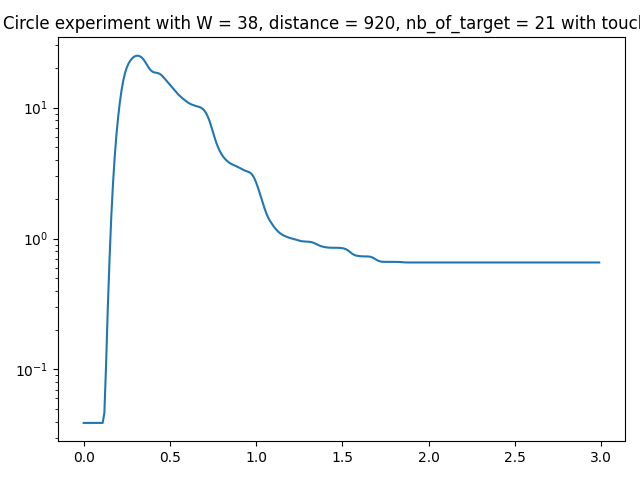 Circle experiment with W = 38, distance = 920, nb_of_target = 21 with
10¹
10⁰
10⁻¹
0.0 0.5 1.0 1.5 2.0 2.5 3.0